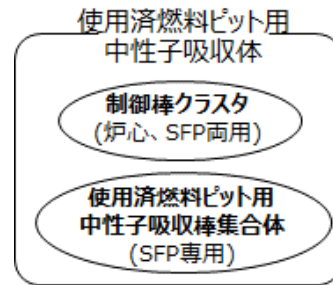 使用済燃料ピット用
中性子吸収体
制御棒クラスタ
(炉心、SFP両用)
使用済燃料ピット用
中性子吸収棒集合体
(SFP専用)